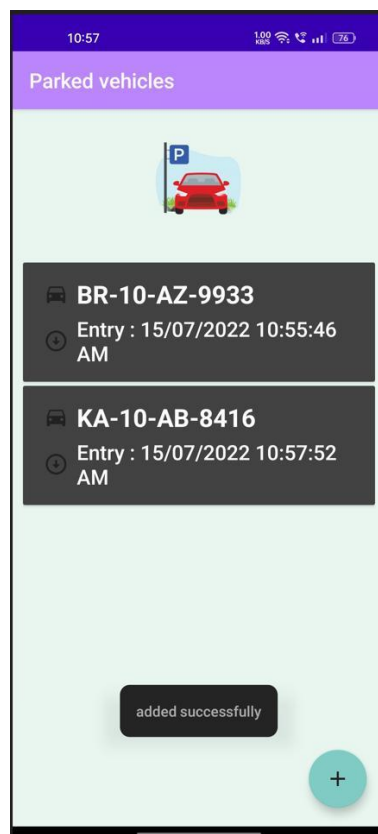 10:57
1.00
KB/S
76
Parked vehicles
P
BR-10-AZ-9933
Entry : 15/07/2022 10:55:46
AM
KA-10-AB-8416
Entry : 15/07/2022 10:57:52
AM
added successfully
+